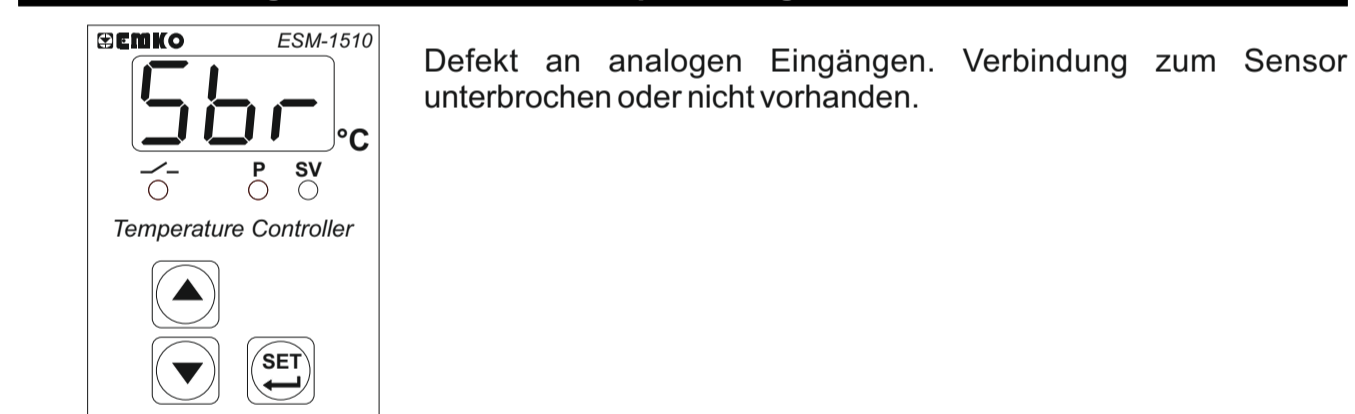 EMKO ESM-1510
Sbr
°C
P SV
Temperature Controller
SET
Defekt an analogen Eingängen. Verbindung zum Sensor
unterbrochen oder nicht vorhanden.